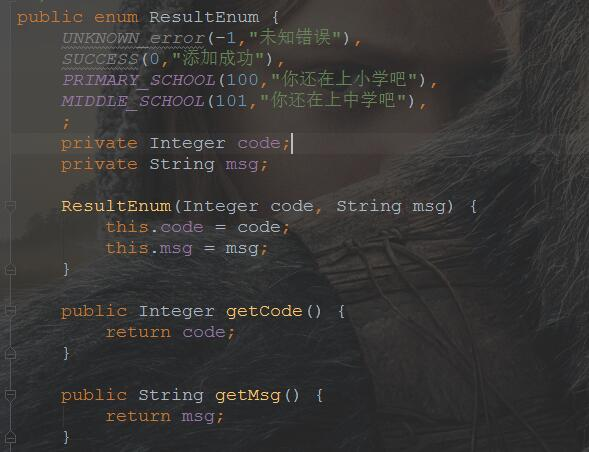 public enum ResultEnum {
UNKNOWN_error(-1,"未知错误"),
SUCCESS(0,"添加成功"),
PRIMARY_SCHOOL(100,"你还在上小学吧"),
MIDDLE_SCHOOL(101,"你还在上中学吧"),
;
private Integer code;
private String msg;
ResultEnum(Integer code, String msg) {
this.code = code;
this.msg = msg;
}
public Integer getCode() {
return code;
}
public String getMsg() {
return msg;
}